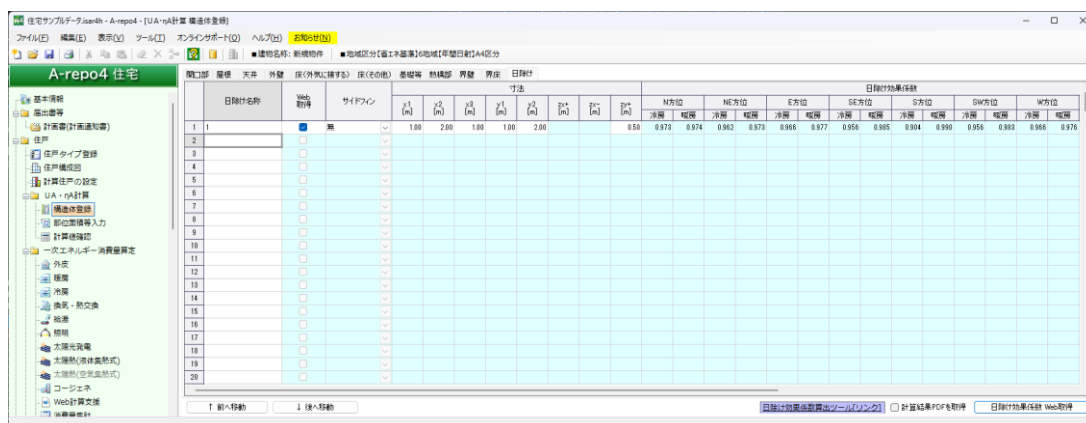 住宅サンプルデータ.isar4h - A-repo4 - [UA・ηA計算 構造体登録]
ファイル(F) 編集(E) 表示(V) ツール(T) オンラインサポート(O) ヘルプ(H) お知らせ(N)
■建物名称: 新規物件 ■地域区分【省エネ基準】6地域【年間日射】A4区分
A-repo4 住宅
基本情報
届出書等
計画書(計画通知書)
住戸
住戸タイプ登録
住戸構成図
計算住戸の設定
UA・ηA計算
構造体登録
部位面積等入力
計算値確認
一次エネルギー消費量算定
外皮
暖房
冷房
換気・熱交換
給湯
照明
太陽光発電
太陽熱(液体集熱式)
太陽熱(空気集熱式)
コージェネ
Web計算支援
消費量集計
開口部 屋根 天井 外壁 床(外気に接する) 床(その他) 基礎等 熱橋部 界壁 界床 日除け
日除け名称 Web取得 サイドフィン 寸法 日除け効果係数
x1 [m] x2 [m] x3 [m] y1 [m] y2 [m] zx+ [m] zx- [m] zy+ [m] N方位 NE方位 E方位 SE方位 S方位 SW方位 W方位
冷房 暖房 冷房 暖房 冷房 暖房 冷房 暖房 冷房 暖房 冷房 暖房 冷房 暖房
1 1 無 1.00 2.00 1.00 1.00 2.00 0.50 0.973 0.974 0.962 0.973 0.966 0.977 0.956 0.985 0.904 0.990 0.956 0.983 0.966 0.976
2
3
4
5
6
7
8
9
10
11
12
13
14
15
16
17
18
19
20
↑ 前へ移動 ↓ 後へ移動 日除け効果係数算出ツール[リンク] 計算結果PDFを取得 日除け効果係数 Web取得